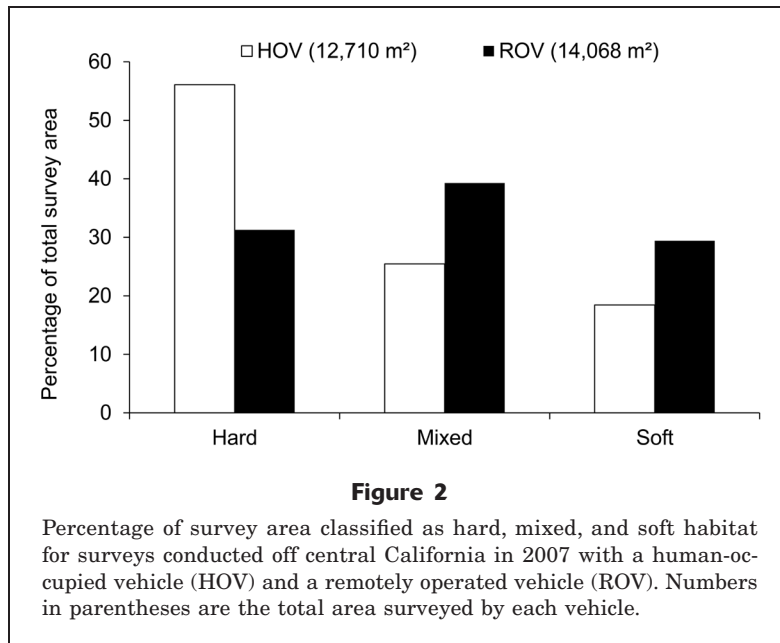 HOV (12,710 m²) ROV (14,068 m²)
60
50
40
30
20
10
0
Percentage of total survey area
Hard Mixed Soft
Figure 2
Percentage of survey area classified as hard, mixed, and soft habitat
for surveys conducted off central California in 2007 with a human-oc-
cupied vehicle (HOV) and a remotely operated vehicle (ROV). Numbers
in parentheses are the total area surveyed by each vehicle.